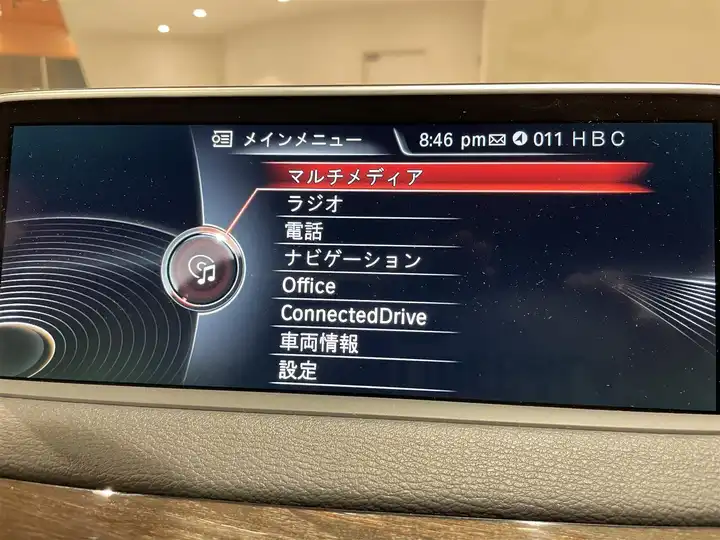 メインメニュー 8:46 pm 011 HBC
マルチメディア
ラジオ
電話
ナビゲーション
Office
ConnectedDrive
車両情報
設定